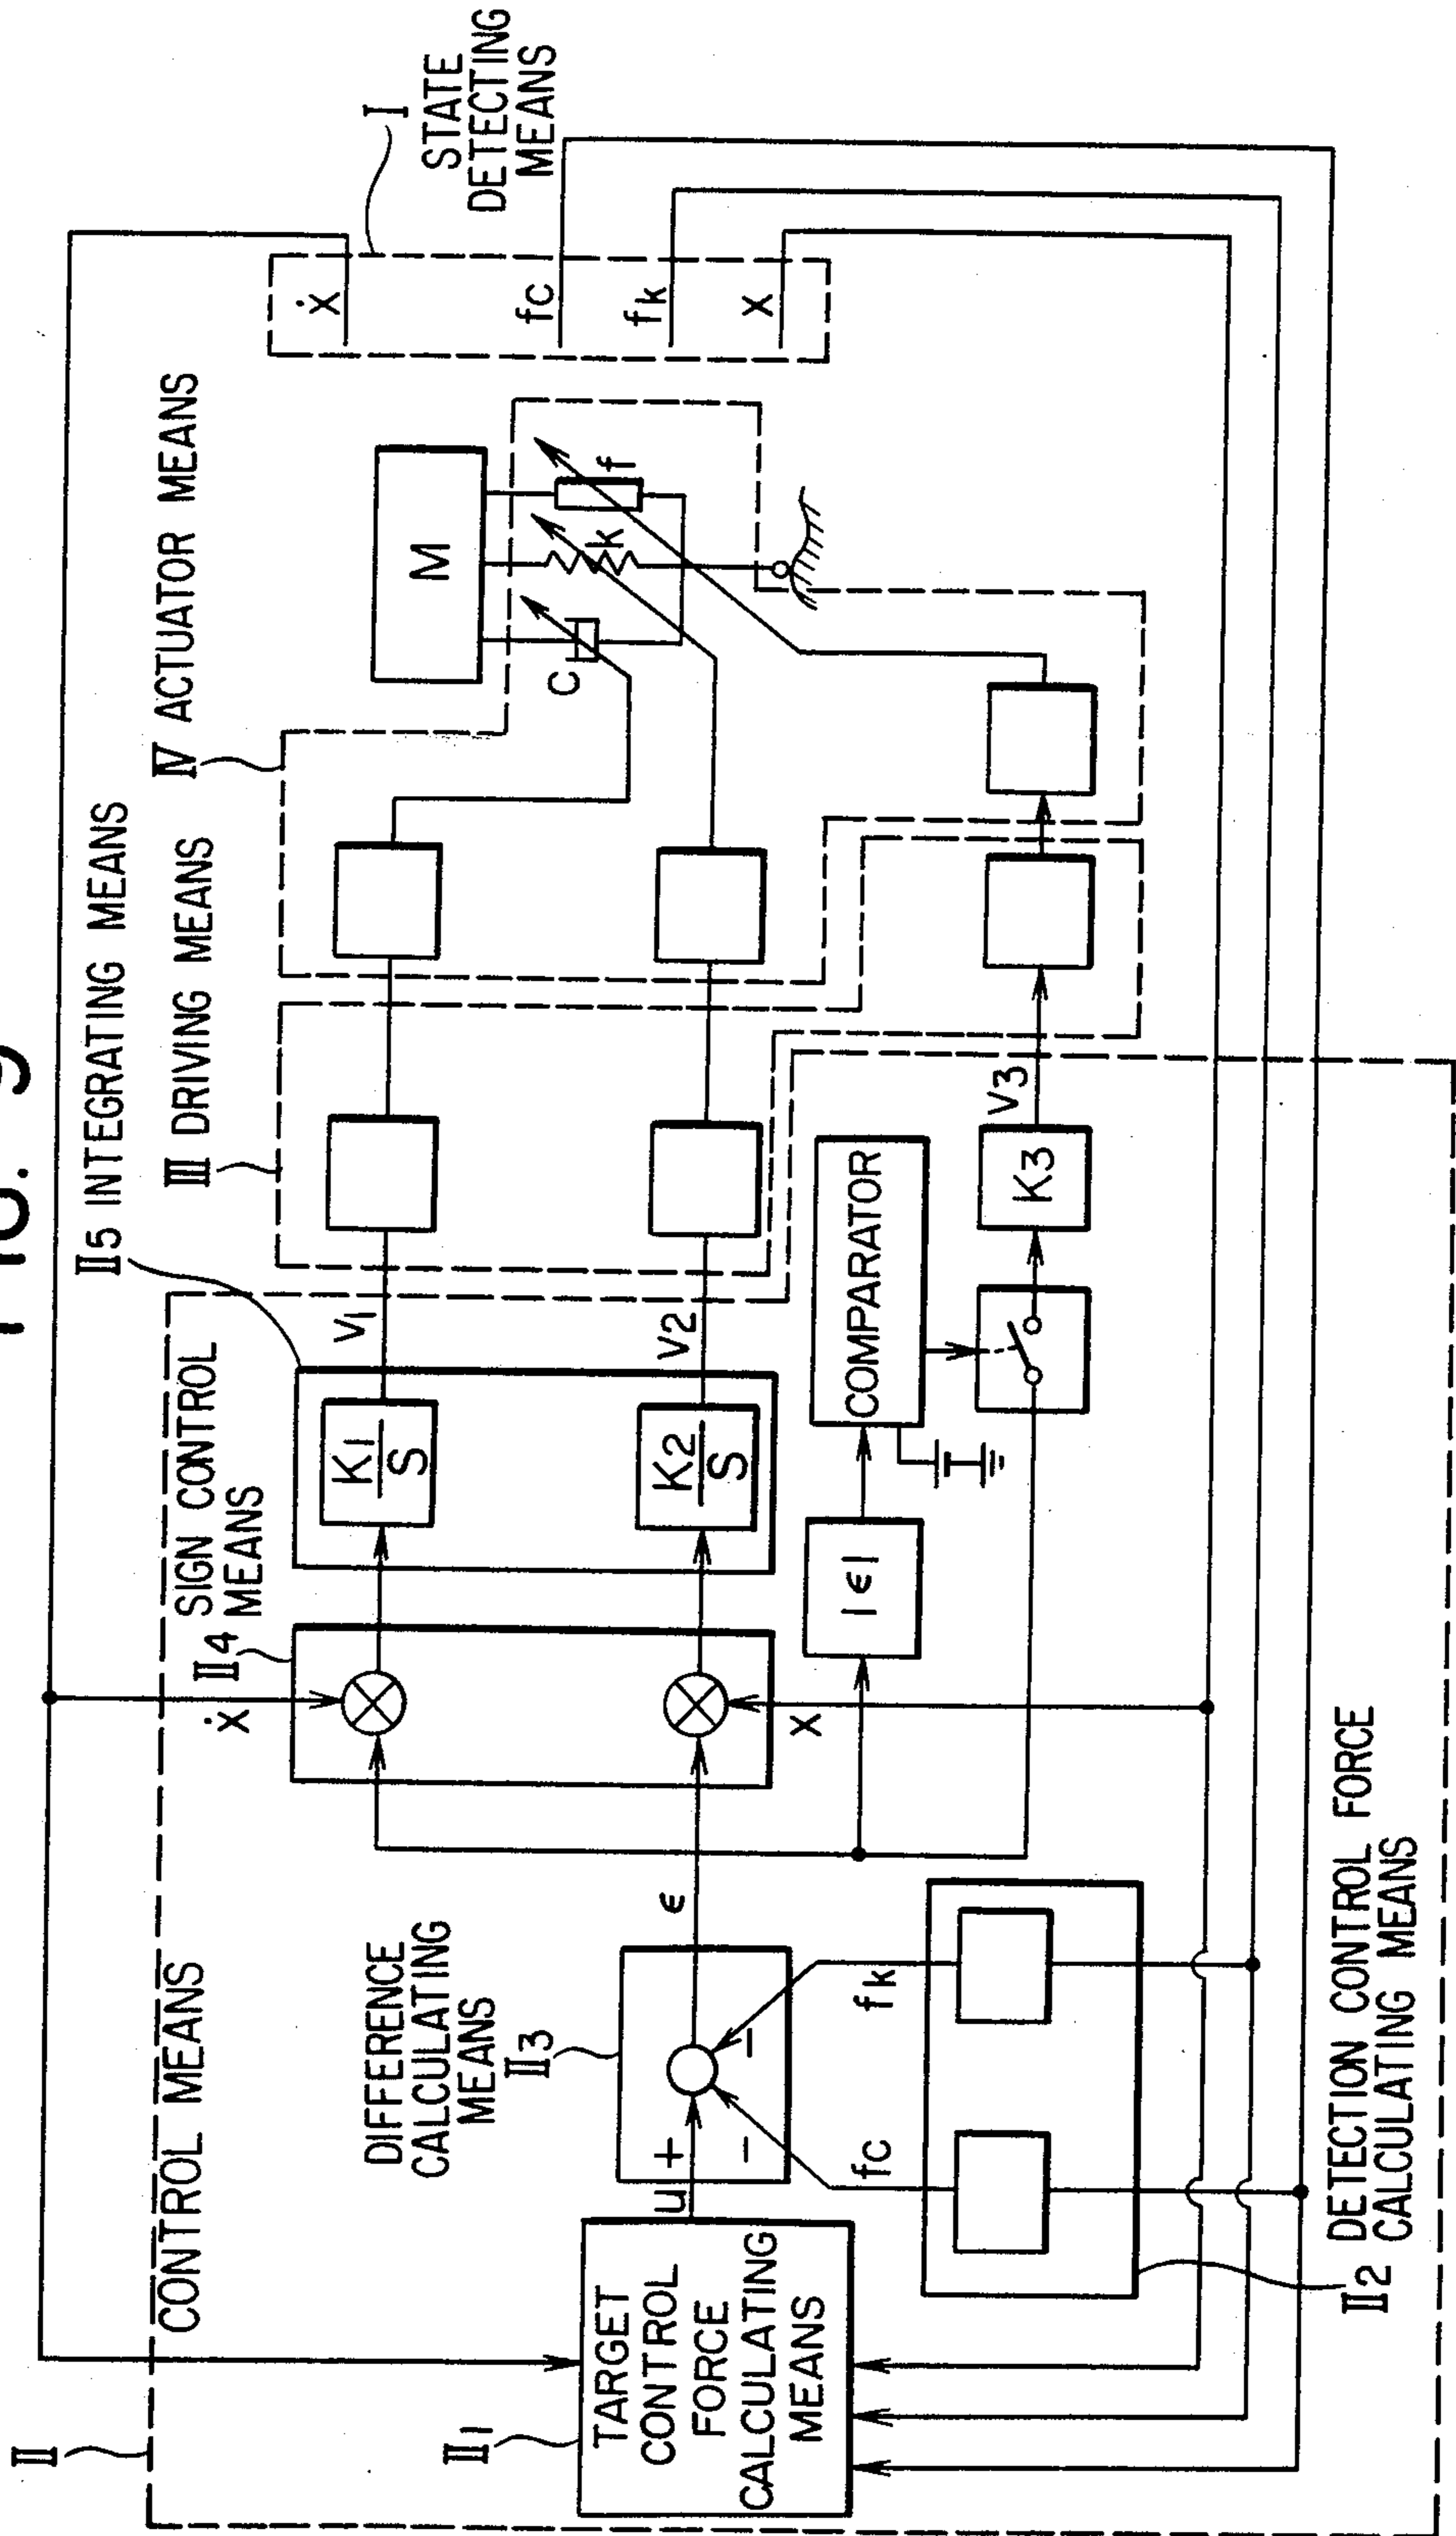 FIG. 9
II
CONTROL MEANS
II1
TARGET
CONTROL
FORCE
CALCULATING
MEANS
u
+
−
−
DIFFERENCE
CALCULATING
MEANS
II3
fc
fk
II2
DETECTION CONTROL FORCE
CALCULATING MEANS
ϵ
II4
SIGN CONTROL
MEANS
ẋ
x
II5 INTEGRATING MEANS
K1
S
K2
S
V1
V2
|ϵ|
COMPARATOR
K3
V3
III DRIVING MEANS
IV ACTUATOR MEANS
M
C
k
f
I
STATE
DETECTING
MEANS
ẋ
fc
fk
x